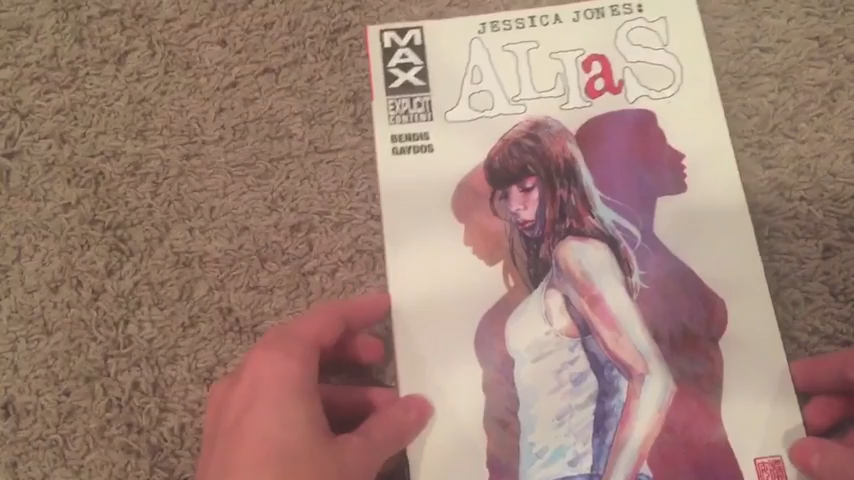 JESSICA JONES:
ALIaS
MAX
EXPLICIT
CONTENT
BENDIS
GAYDOS